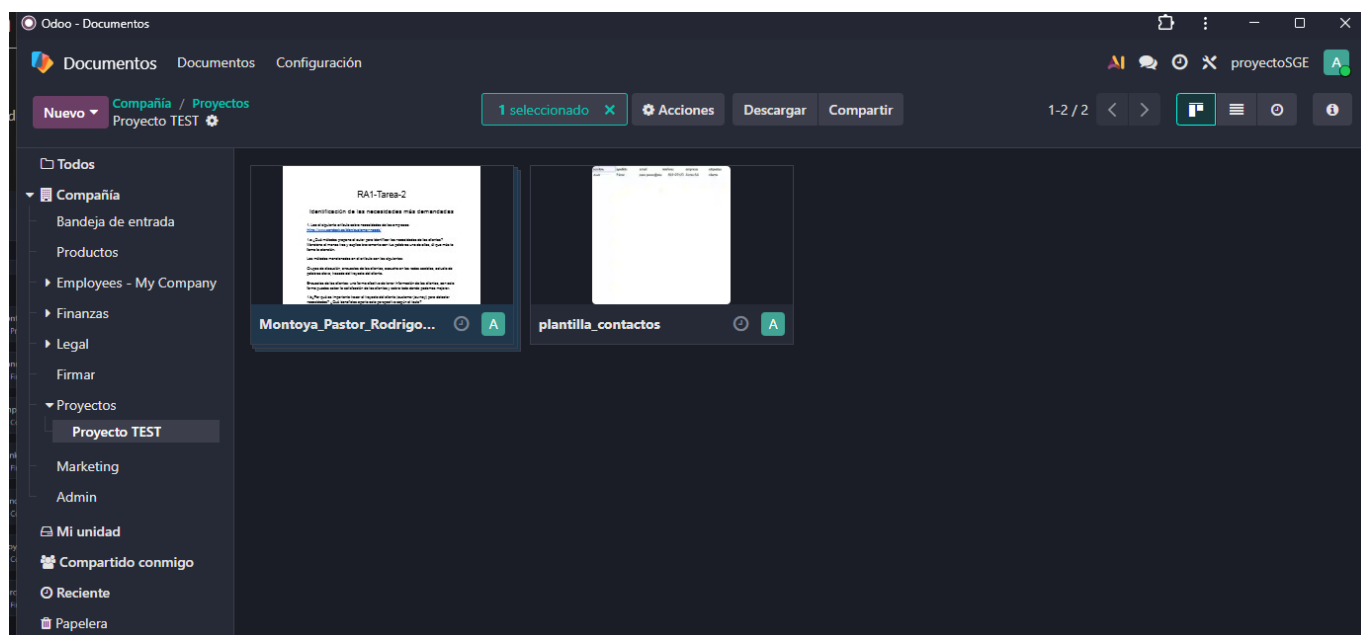 Odoo - Documentos
Documentos Documentos Configuración
AI proyectoSGE A
Nuevo
Compañía / Proyectos
Proyecto TEST
1 seleccionado × Acciones Descargar Compartir
1-2 / 2
Todos
Compañía
Bandeja de entrada
Productos
Employees - My Company
Finanzas
Legal
Firmar
Proyectos
Proyecto TEST
Marketing
Admin
Mi unidad
Compartido conmigo
Reciente
Papelera
RA1-Tarea-2
Identificación de las necesidades más demandadas
Montoya_Pastor_Rodrigo... A
plantilla_contactos A